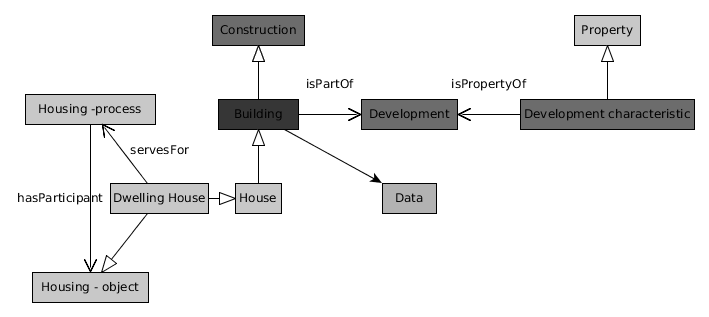 Construction
Property
isPartOf
isPropertyOf
Housing -process
Building
Development
Development characteristic
servesFor
hasParticipant
Dwelling House
House
Data
Housing - object